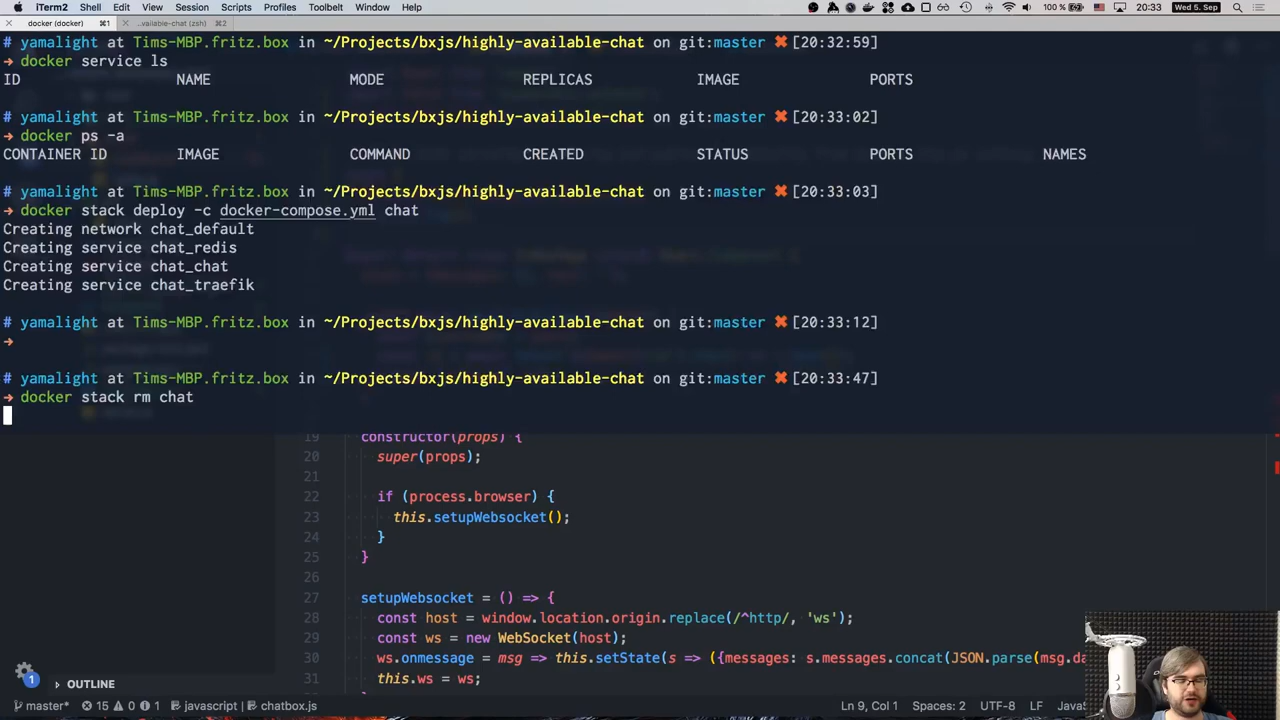 iTerm2 Shell Edit View Session Scripts Profiles Toolbelt Window Help 100 % Wed 5. Sep 20:33
docker (docker) ⌘1 ..vailable-chat (zsh) ⌘2
# yamalight at Tims-MBP.fritz.box in ~/Projects/bxjs/highly-available-chat on git:master ✖ [20:32:59]
→ docker service ls
ID NAME MODE REPLICAS IMAGE PORTS
# yamalight at Tims-MBP.fritz.box in ~/Projects/bxjs/highly-available-chat on git:master ✖ [20:33:02]
→ docker ps -a
CONTAINER ID IMAGE COMMAND CREATED STATUS PORTS NAMES
# yamalight at Tims-MBP.fritz.box in ~/Projects/bxjs/highly-available-chat on git:master ✖ [20:33:03]
→ docker stack deploy -c docker-compose.yml chat
Creating network chat_default
Creating service chat_redis
Creating service chat_chat
Creating service chat_traefik
# yamalight at Tims-MBP.fritz.box in ~/Projects/bxjs/highly-available-chat on git:master ✖ [20:33:12]
→
# yamalight at Tims-MBP.fritz.box in ~/Projects/bxjs/highly-available-chat on git:master ✖ [20:33:47]
→ docker stack rm chat
19 constructor(props) {
20 super(props);
21
22 if (process.browser) {
23 this.setupWebsocket();
24 }
25 }
26
27 setupWebsocket = () => {
28 const host = window.location.origin.replace(/^http/, 'ws');
29 const ws = new WebSocket(host);
30 ws.onmessage = msg => this.setState(s => ({messages: s.messages.concat(JSON.parse(msg.da
31 this.ws = ws;
1 OUTLINE
master* 15 0 1 javascript chatbox.js Ln 9, Col 1 Spaces: 2 UTF-8 LF Javas